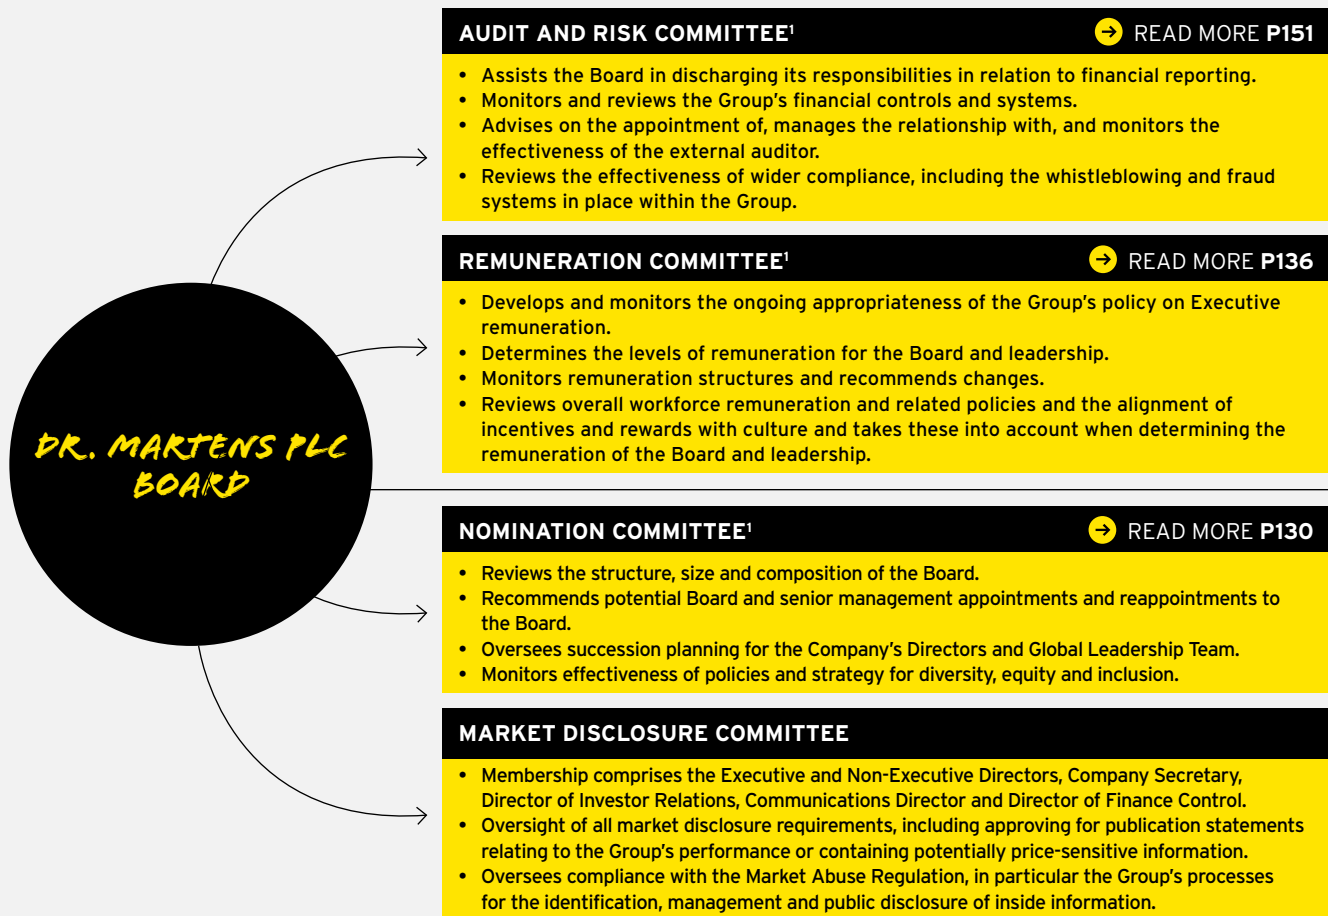 AUDIT AND RISK COMMITTEE¹ READ MORE P151
• Assists the Board in discharging its responsibilities in relation to financial reporting.
• Monitors and reviews the Group’s financial controls and systems.
• Advises on the appointment of, manages the relationship with, and monitors the
effectiveness of the external auditor.
• Reviews the effectiveness of wider compliance, including the whistleblowing and fraud
systems in place within the Group.
REMUNERATION COMMITTEE¹ READ MORE P136
• Develops and monitors the ongoing appropriateness of the Group’s policy on Executive
remuneration.
• Determines the levels of remuneration for the Board and leadership.
• Monitors remuneration structures and recommends changes.
• Reviews overall workforce remuneration and related policies and the alignment of
incentives and rewards with culture and takes these into account when determining the
remuneration of the Board and leadership.
DR. MARTENS PLC
BOARD
NOMINATION COMMITTEE¹ READ MORE P130
• Reviews the structure, size and composition of the Board.
• Recommends potential Board and senior management appointments and reappointments to
the Board.
• Oversees succession planning for the Company’s Directors and Global Leadership Team.
• Monitors effectiveness of policies and strategy for diversity, equity and inclusion.
MARKET DISCLOSURE COMMITTEE
• Membership comprises the Executive and Non-Executive Directors, Company Secretary,
Director of Investor Relations, Communications Director and Director of Finance Control.
• Oversight of all market disclosure requirements, including approving for publication statements
relating to the Group’s performance or containing potentially price-sensitive information.
• Oversees compliance with the Market Abuse Regulation, in particular the Group’s processes
for the identification, management and public disclosure of inside information.